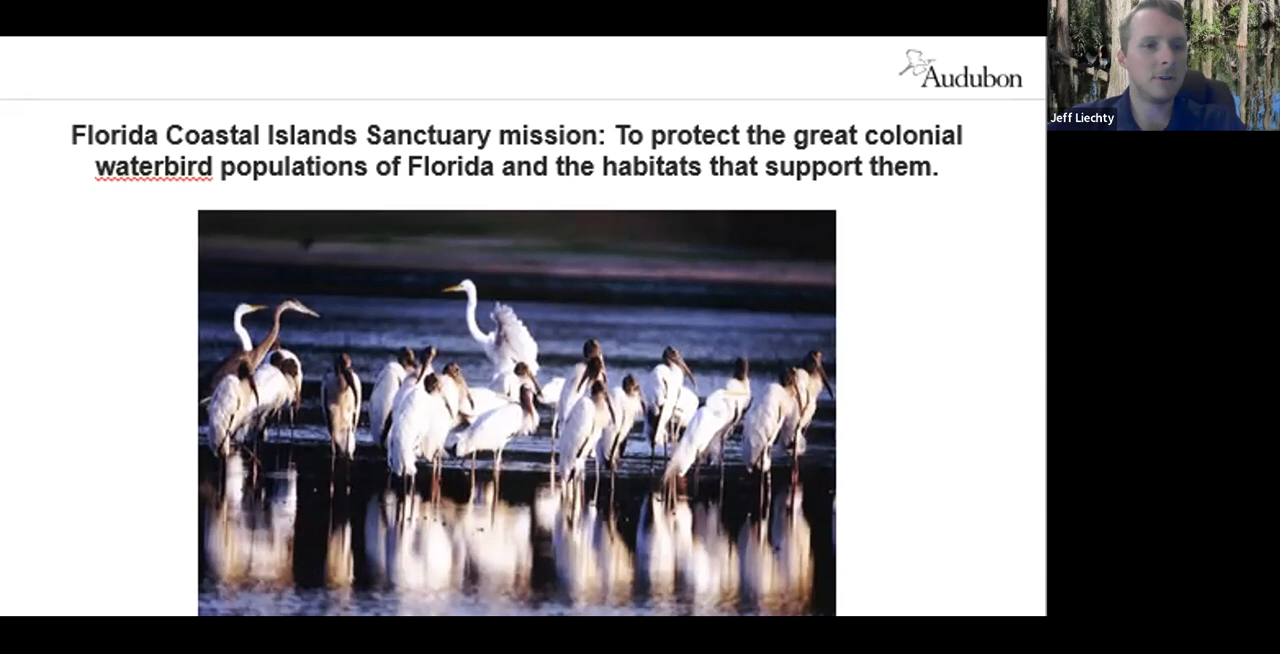 Audubon
Jeff Liechty
Florida Coastal Islands Sanctuary mission: To protect the great colonial
waterbird populations of Florida and the habitats that support them.